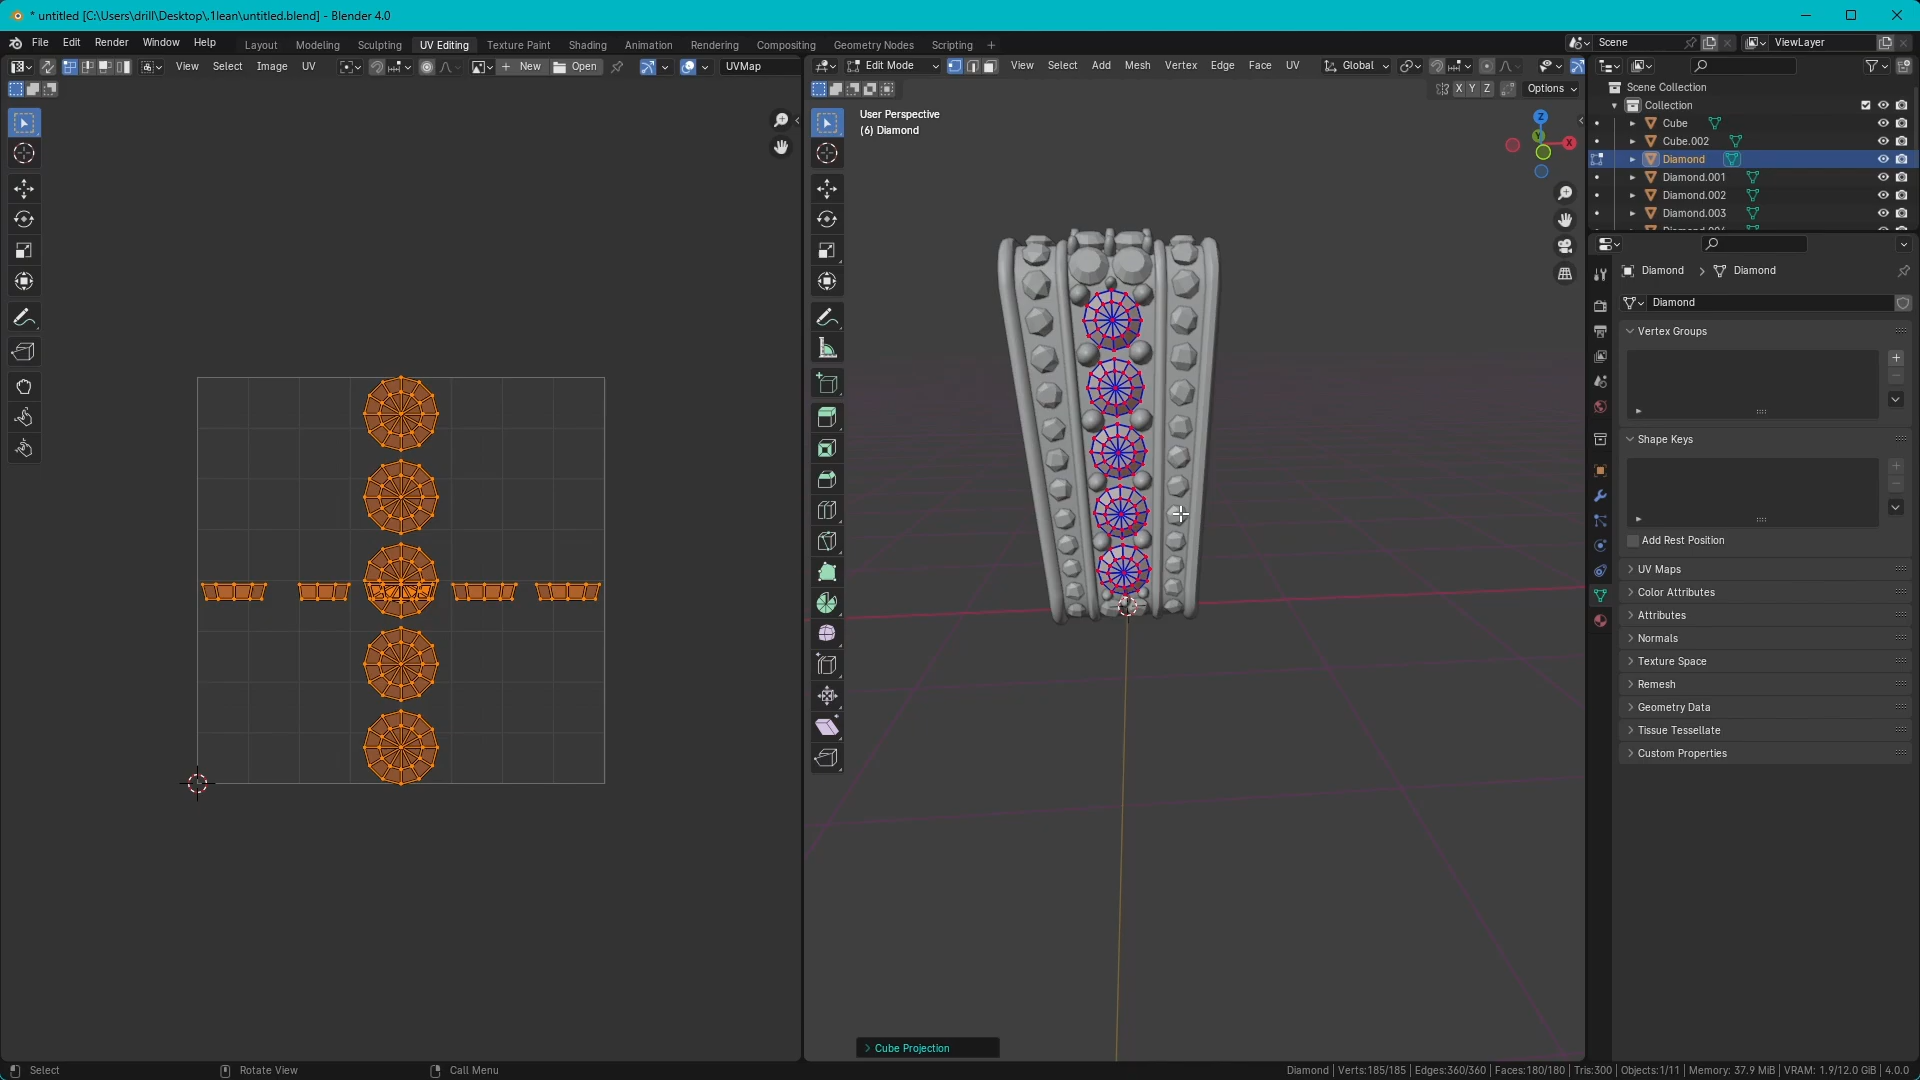 * untitled [C:\Users\drill\Desktop\.1lean\untitled.blend] - Blender 4.0
File Edit Render Window Help Layout Modeling Sculpting UV Editing Texture Paint Shading Animation Rendering Compositing Geometry Nodes Scripting + Scene ViewLayer
View Select Image UV New Open UVMap
Edit Mode View Select Add Mesh Vertex Edge Face UV Global
X Y Z Options
User Perspective
(6) Diamond
Z
Y
X
Cube Projection
Scene Collection
Collection
Cube
Cube.002
Diamond
Diamond.001
Diamond.002
Diamond.003
Diamond > Diamond
Diamond
Vertex Groups
Shape Keys
Add Rest Position
UV Maps
Color Attributes
Attributes
Normals
Texture Space
Remesh
Geometry Data
Tissue Tessellate
Custom Properties
Select Rotate View Call Menu Diamond | Verts:185/185 | Edges:360/360 | Faces:180/180 | Tris:300 | Objects:1/11 | Memory: 37.9 MiB | VRAM: 1.9/12.0 GiB | 4.0.0